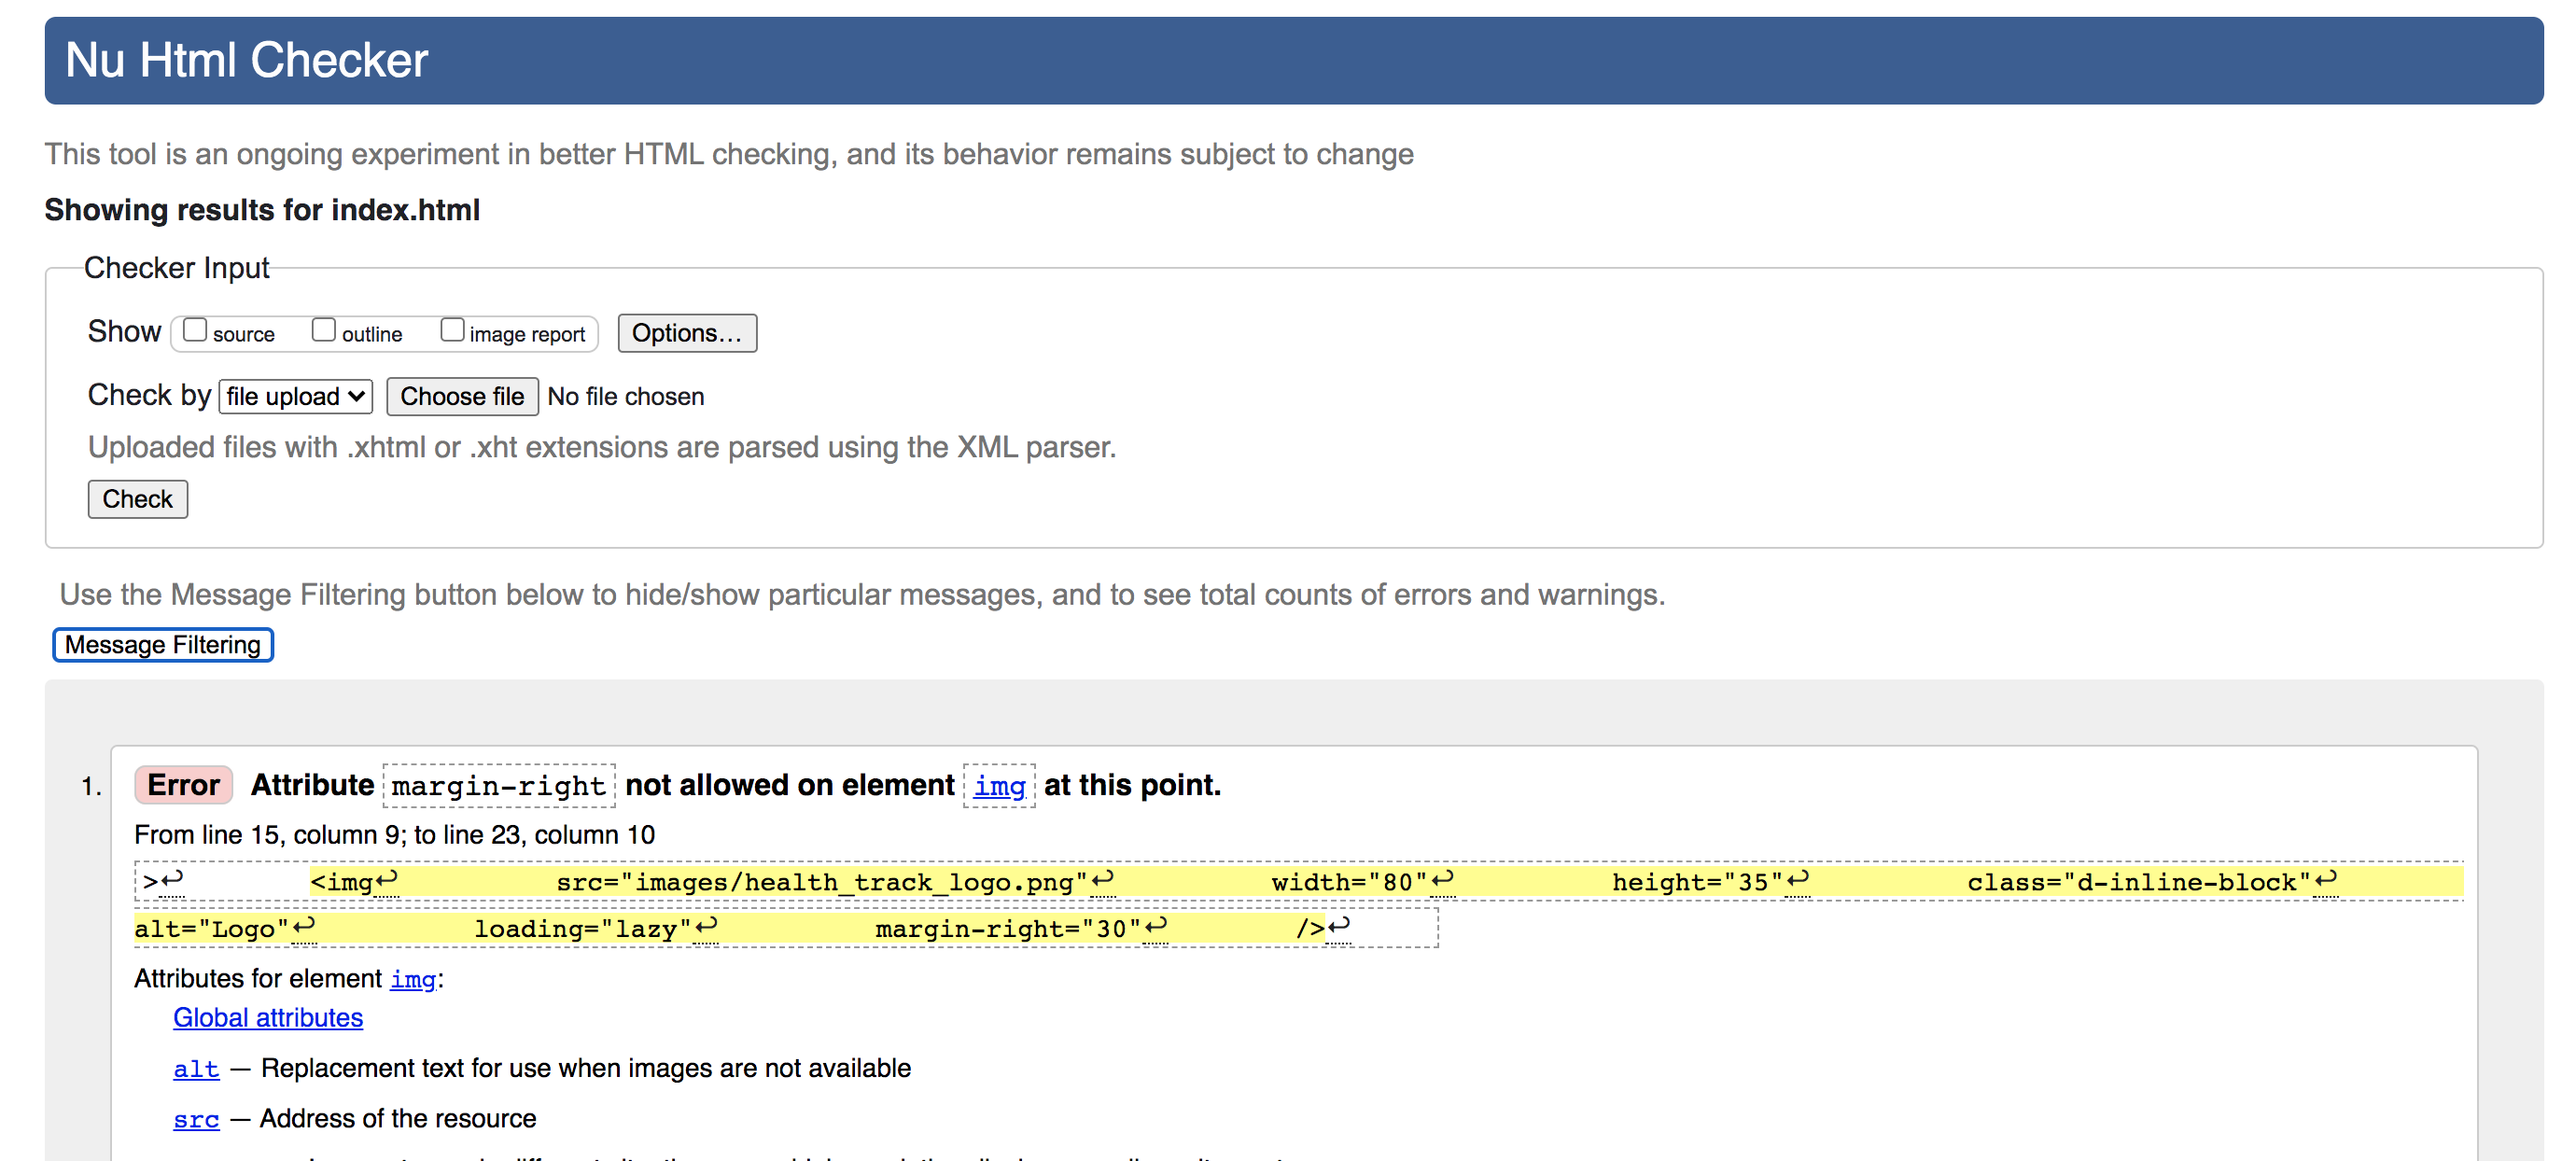 Nu Html Checker
This tool is an ongoing experiment in better HTML checking, and its behavior remains subject to change
Showing results for index.html
Checker Input
Show source outline image report Options…
Check by file upload Choose file No file chosen
Uploaded files with .xhtml or .xht extensions are parsed using the XML parser.
Check
Use the Message Filtering button below to hide/show particular messages, and to see total counts of errors and warnings.
Message Filtering
1. Error Attribute margin-right not allowed on element img at this point.
From line 15, column 9; to line 23, column 10
>↩ <img↩ src="images/health_track_logo.png"↩ width="80"↩ height="35"↩ class="d-inline-block"↩
alt="Logo"↩ loading="lazy"↩ margin-right="30"↩ />↩
Attributes for element img:
Global attributes
alt — Replacement text for use when images are not available
src — Address of the resource